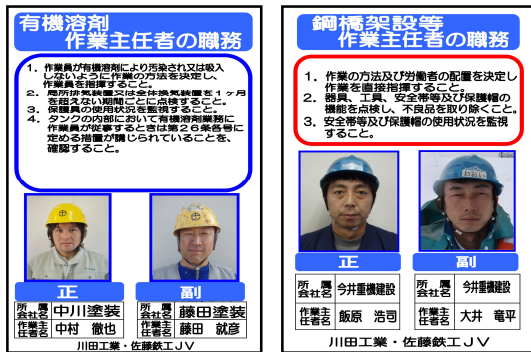 有機溶剤
作業主任者の職務
1. 作業員が有機溶剤により汚染され又は吸入
しないように作業の方法を決定し、
作業員を指揮すること。
2. 局所排気装置又は全体換気装置を1ヶ月
を超えない期間ごとに点検すること。
3. 保護具の使用状況を監視すること。
4. タンクの内部において有機溶剤業務に
作業員が従事するときは第26条各号に
定める措置が講じられていることを、
確認すること。
正
副
所属
会社名
中川塗装
作業主
任者名
中村 徹也
所属
会社名
藤田塗装
作業主
任者名
藤田 就彦
川田工業・佐藤鉄工JV
鋼橋架設等
作業主任者の職務
1. 作業の方法及び労働者の配置を決定し
作業を直接指揮すること。
2. 器具、工具、安全帯等及び保護帽の
機能を点検し、不良品を取り除くこと。
3. 安全帯等及び保護帽の使用状況を監視
すること。
正
副
所属
会社名
今井重機建設
作業主
任者名
飯原 浩司
所属
会社名
今井重機建設
作業主
任者名
大井 竜平
川田工業・佐藤鉄工JV